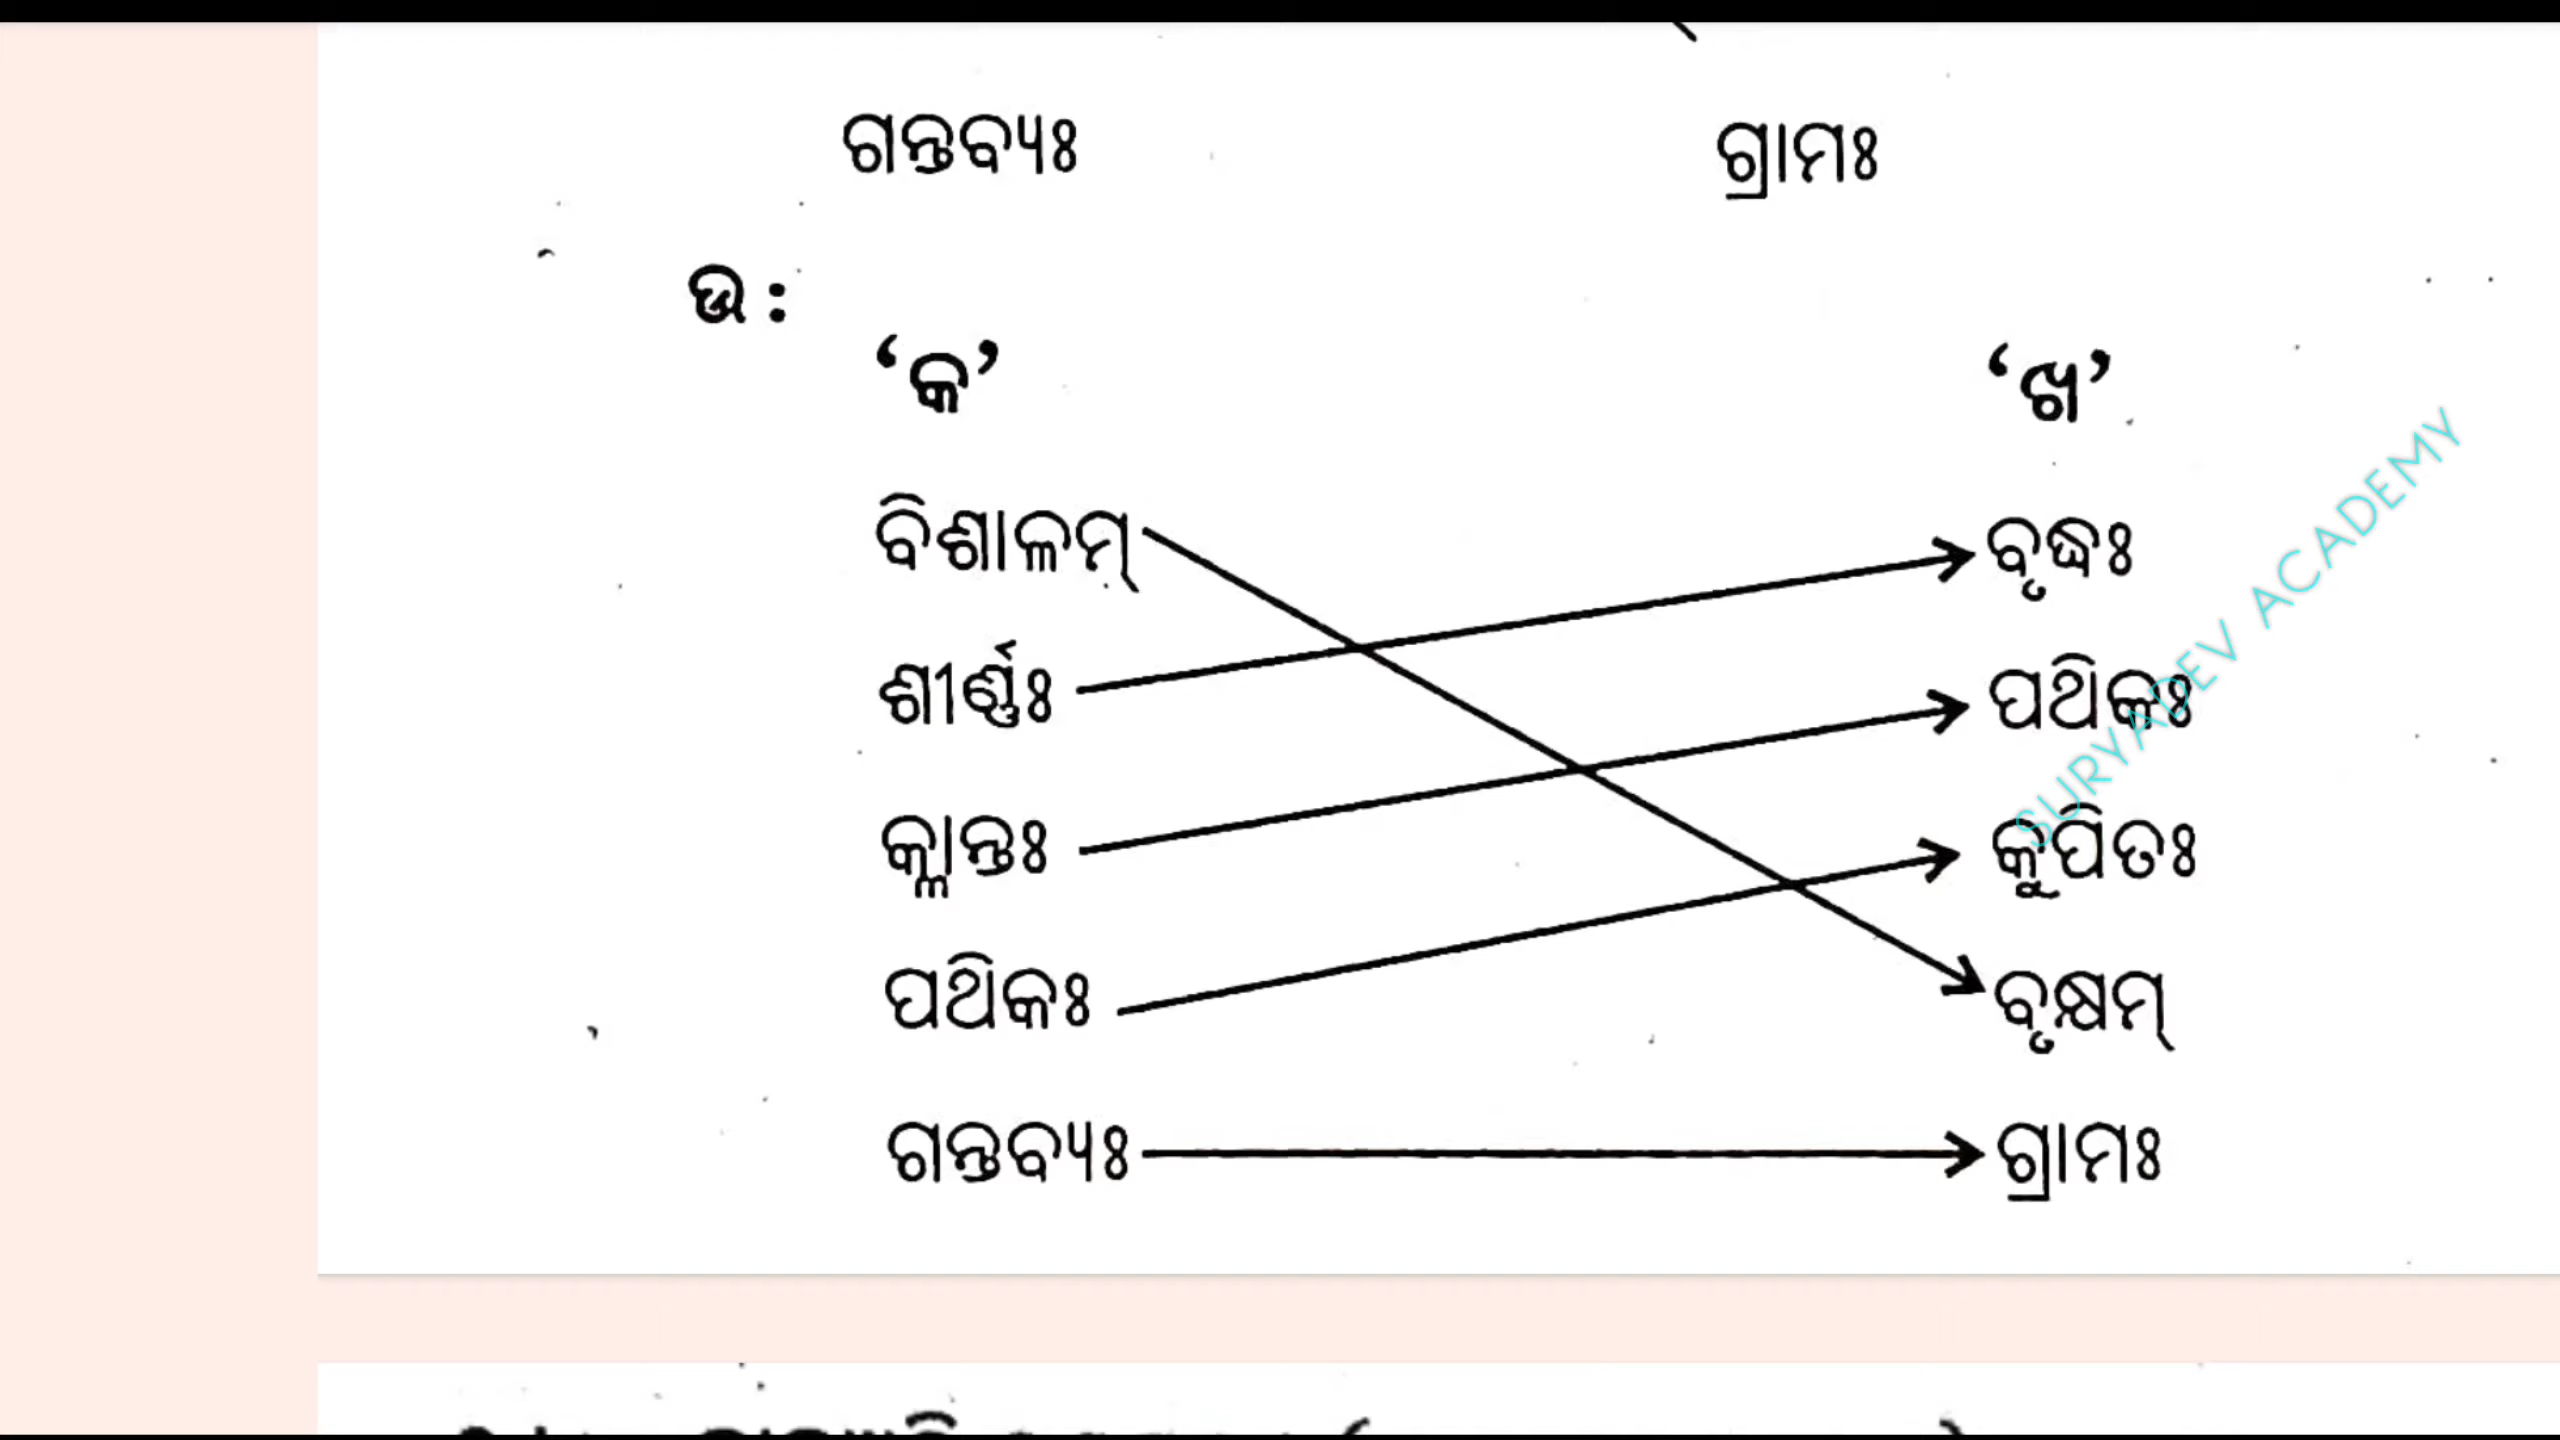 ଗନ୍ତବ୍ୟଃ ଗ୍ରାମଃ
ଉ :
‘କ’ ‘ଖ’
ବିଶାଳମ୍ ବୃଦ୍ଧଃ
ଶୀର୍ଣ୍ଣଃ ପଥିକଃ
କ୍ଳାନ୍ତଃ କୁପିତଃ
ପଥିକଃ ବୃକ୍ଷମ୍
ଗନ୍ତବ୍ୟଃ ଗ୍ରାମଃ
SURYADEV ACADEMY